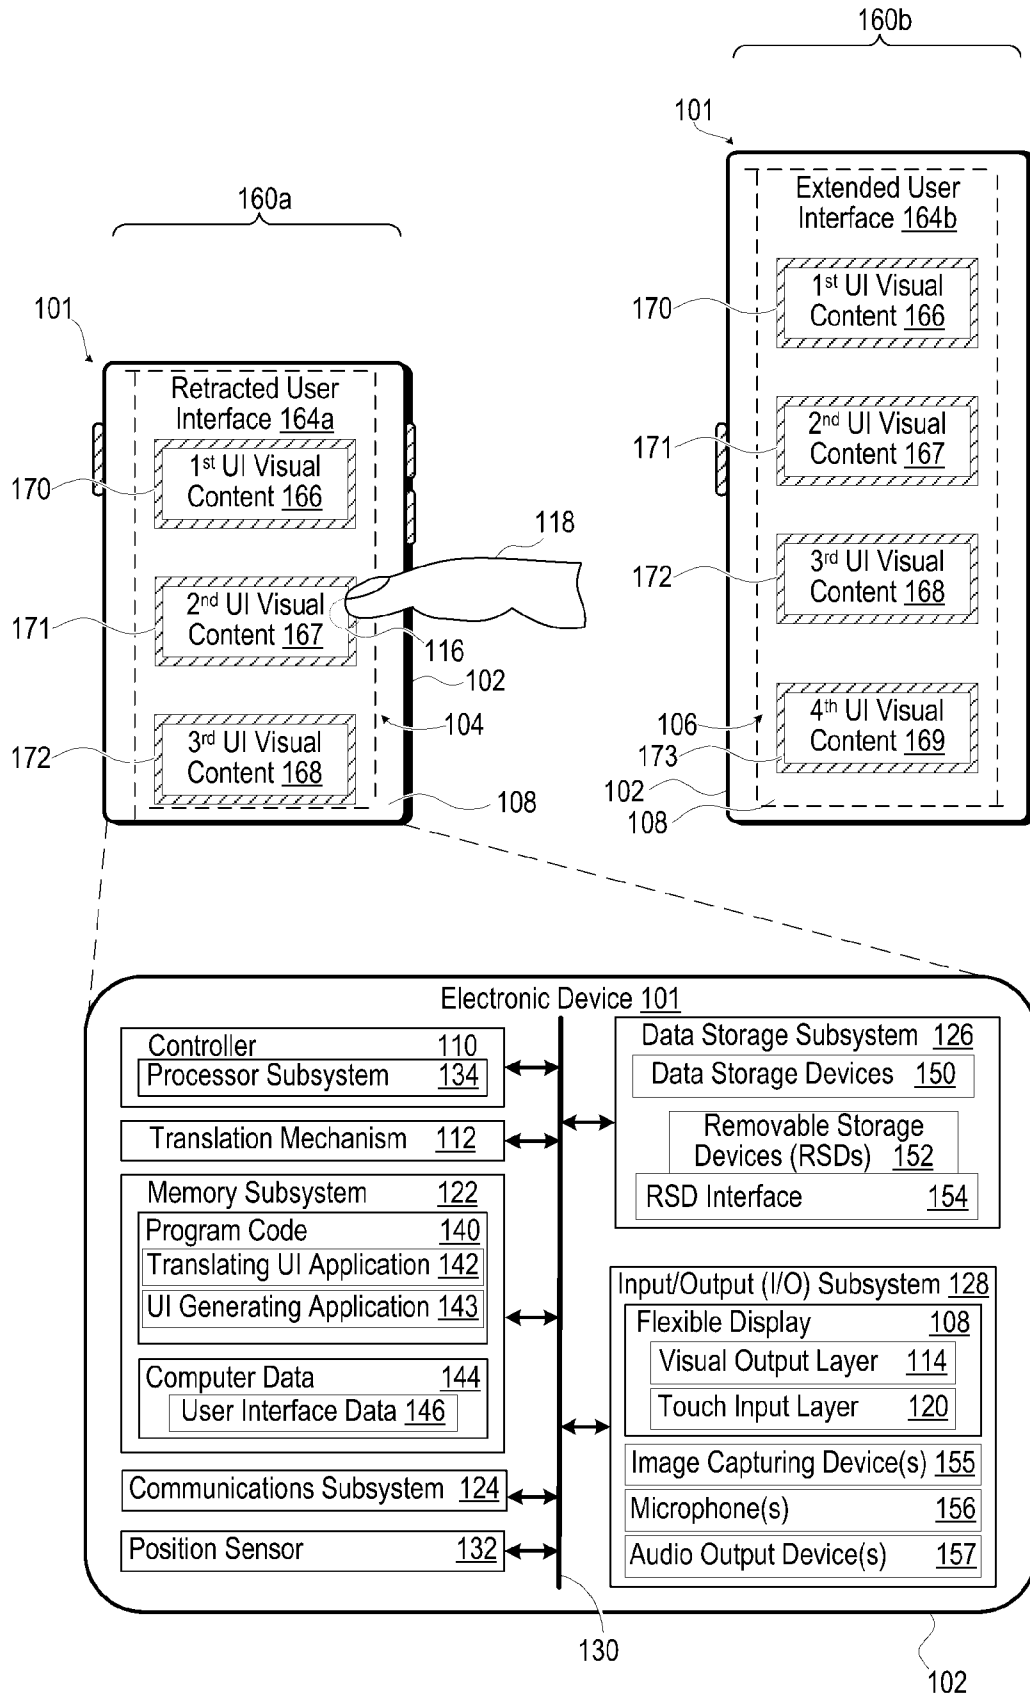 160b
101
Extended User
Interface 164b
1st UI Visual
Content 166
170
2nd UI Visual
Content 167
171
3rd UI Visual
Content 168
172
4th UI Visual
Content 169
106
173
102
108
160a
101
Retracted User
Interface 164a
1st UI Visual
Content 166
170
118
2nd UI Visual
Content 167
171
116
102
104
3rd UI Visual
Content 168
172
108
Electronic Device 101
Controller 110
Processor Subsystem 134
Translation Mechanism 112
Memory Subsystem 122
Program Code 140
Translating UI Application 142
UI Generating Application 143
Computer Data 144
User Interface Data 146
Communications Subsystem 124
Position Sensor 132
Data Storage Subsystem 126
Data Storage Devices 150
Removable Storage
Devices (RSDs) 152
RSD Interface 154
Input/Output (I/O) Subsystem 128
Flexible Display 108
Visual Output Layer 114
Touch Input Layer 120
Image Capturing Device(s) 155
Microphone(s) 156
Audio Output Device(s) 157
130
102